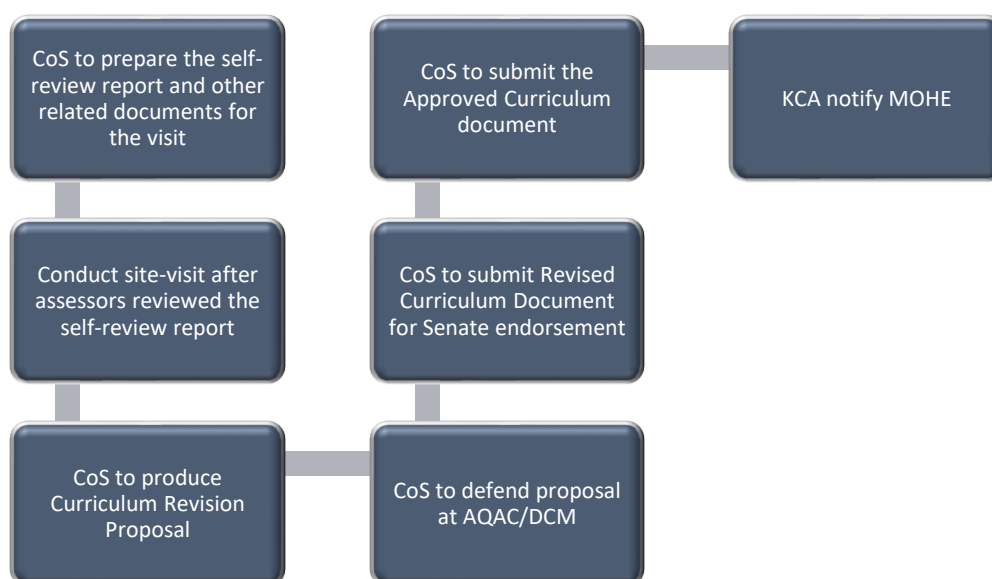 CoS to prepare the self-
review report and other
related documents for
the visit
Conduct site-visit after
assessors reviewed the
self-review report
CoS to produce
Curriculum Revision
Proposal
CoS to defend proposal
at AQAC/DCM
CoS to submit Revised
Curriculum Document
for Senate endorsement
CoS to submit the
Approved Curriculum
document
KCA notify MOHE